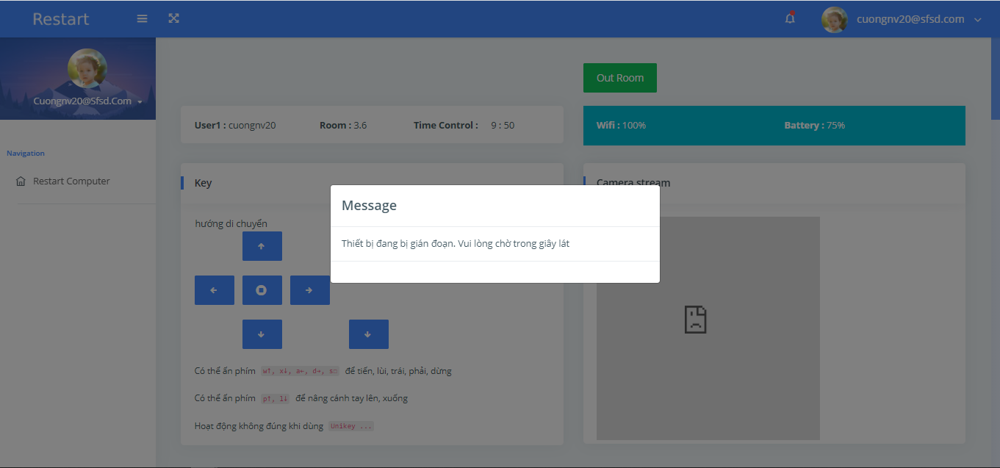 Restart
cuongnv20@sfsd.com
Cuongnv20@Sfsd.Com
Navigation
Restart Computer
Out Room
User1 : cuongnv20 Room : 3.6 Time Control : 9 : 50
Wifi : 100% Battery : 75%
Key
Camera stream
Message
Thiết bị đang bị gián đoạn. Vui lòng chờ trong giây lát
hướng di chuyển
Có thể ấn phím w↑, x↓, a←, d→, s□ để tiến, lùi, trái, phải, dừng
Có thể ấn phím p↑, l↓ để nâng cánh tay lên, xuống
Hoạt động không đúng khi dùng Unikey ...